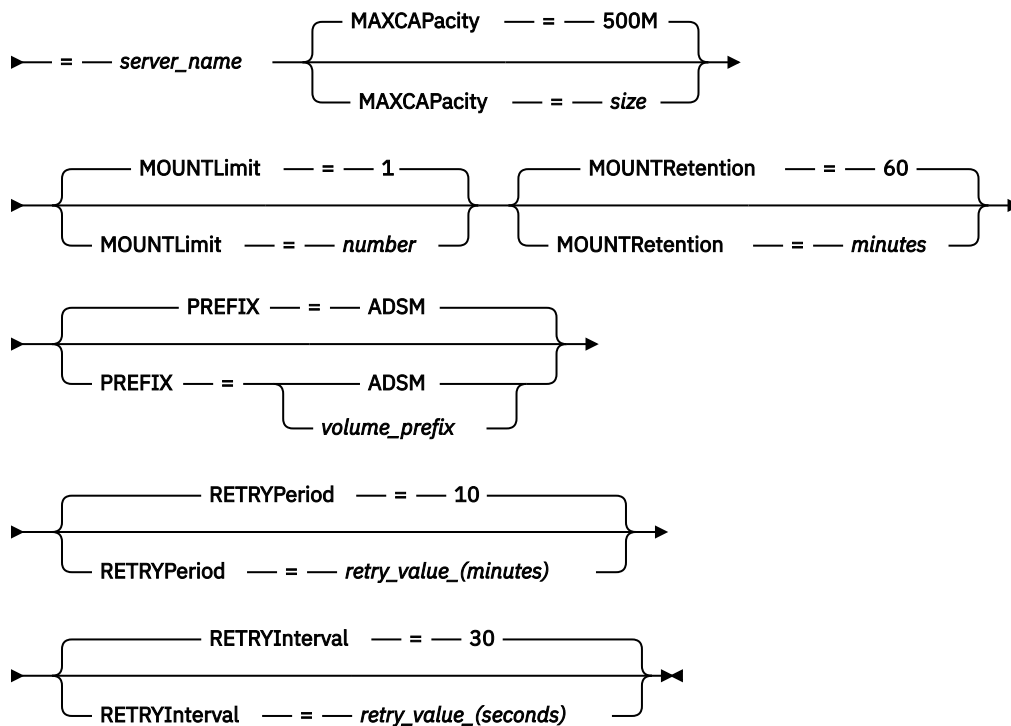 MAXCAPacity = 500M
= server_name
MAXCAPacity = size
MOUNTLimit = 1 MOUNTRetention = 60
MOUNTLimit = number MOUNTRetention = minutes
PREFIX = ADSM
PREFIX = ADSM
volume_prefix
RETRYPeriod = 10
RETRYPeriod = retry_value_(minutes)
RETRYInterval = 30
RETRYInterval = retry_value_(seconds)